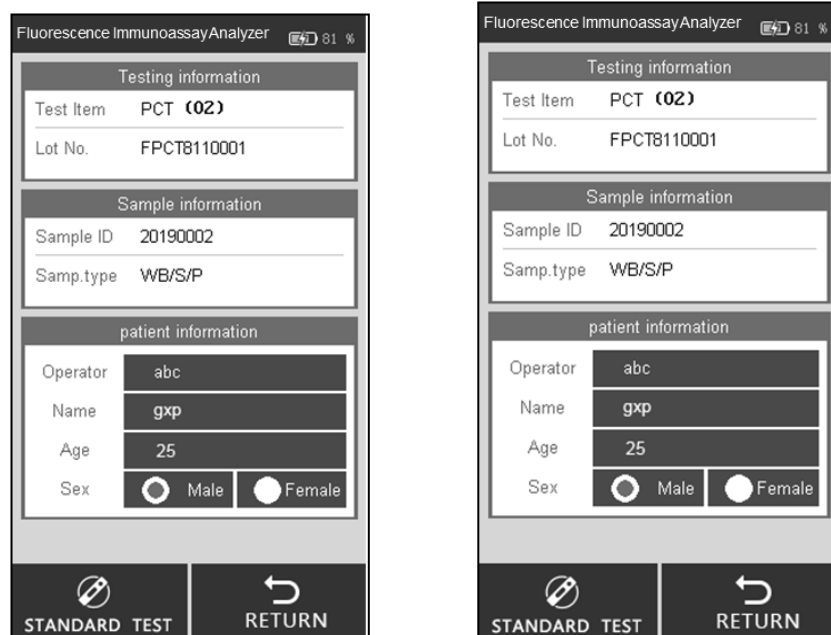 Fluorescence Immunoassay Analyzer 81 %
Testing information
Test Item PCT (02)
Lot No. FPCT8110001
Sample information
Sample ID 20190002
Samp.type WB/S/P
patient information
Operator abc
Name gxp
Age 25
Sex Male Female
STANDARD TEST RETURN
Fluorescence Immunoassay Analyzer 81 %
Testing information
Test Item PCT (02)
Lot No. FPCT8110001
Sample information
Sample ID 20190002
Samp.type WB/S/P
patient information
Operator abc
Name gxp
Age 25
Sex Male Female
STANDARD TEST RETURN